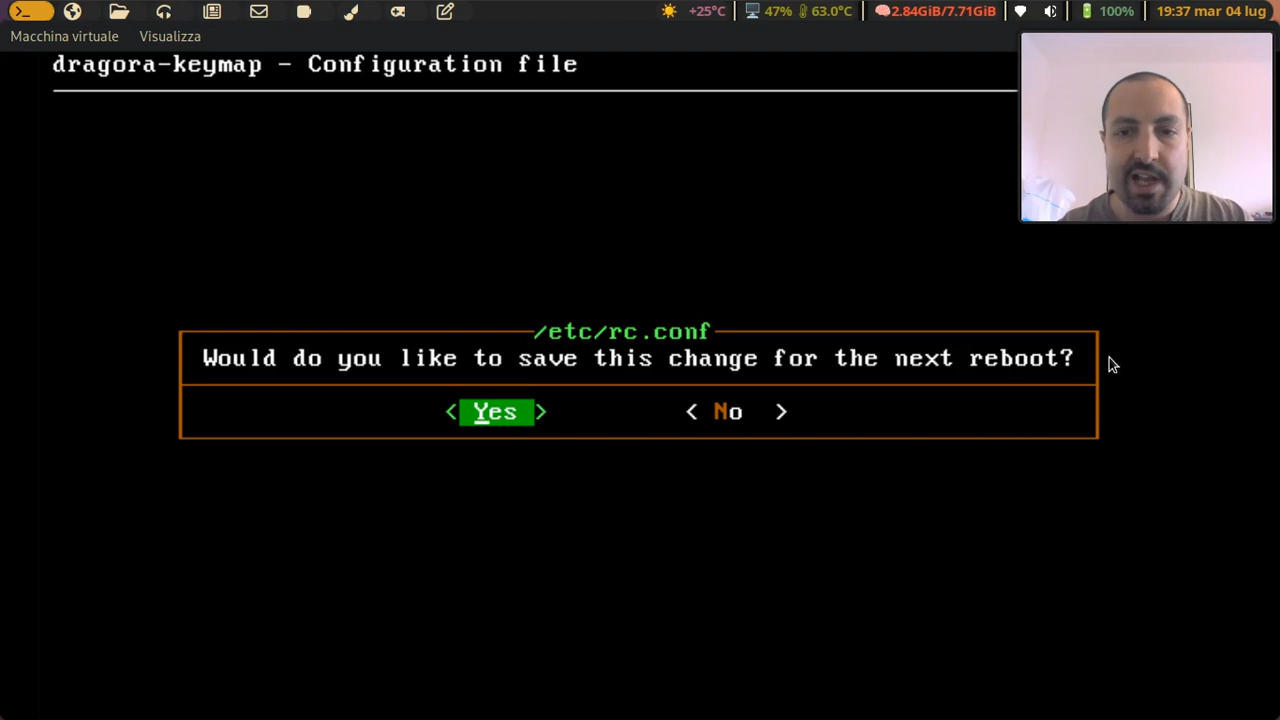 +25°C 47% 63.0°C 2.84GiB/7.71GiB 100% 19:37 mar 04 lug
Macchina virtuale Visualizza
dragora-keymap - Configuration file
/etc/rc.conf
Would do you like to save this change for the next reboot?
<Yes> < No >